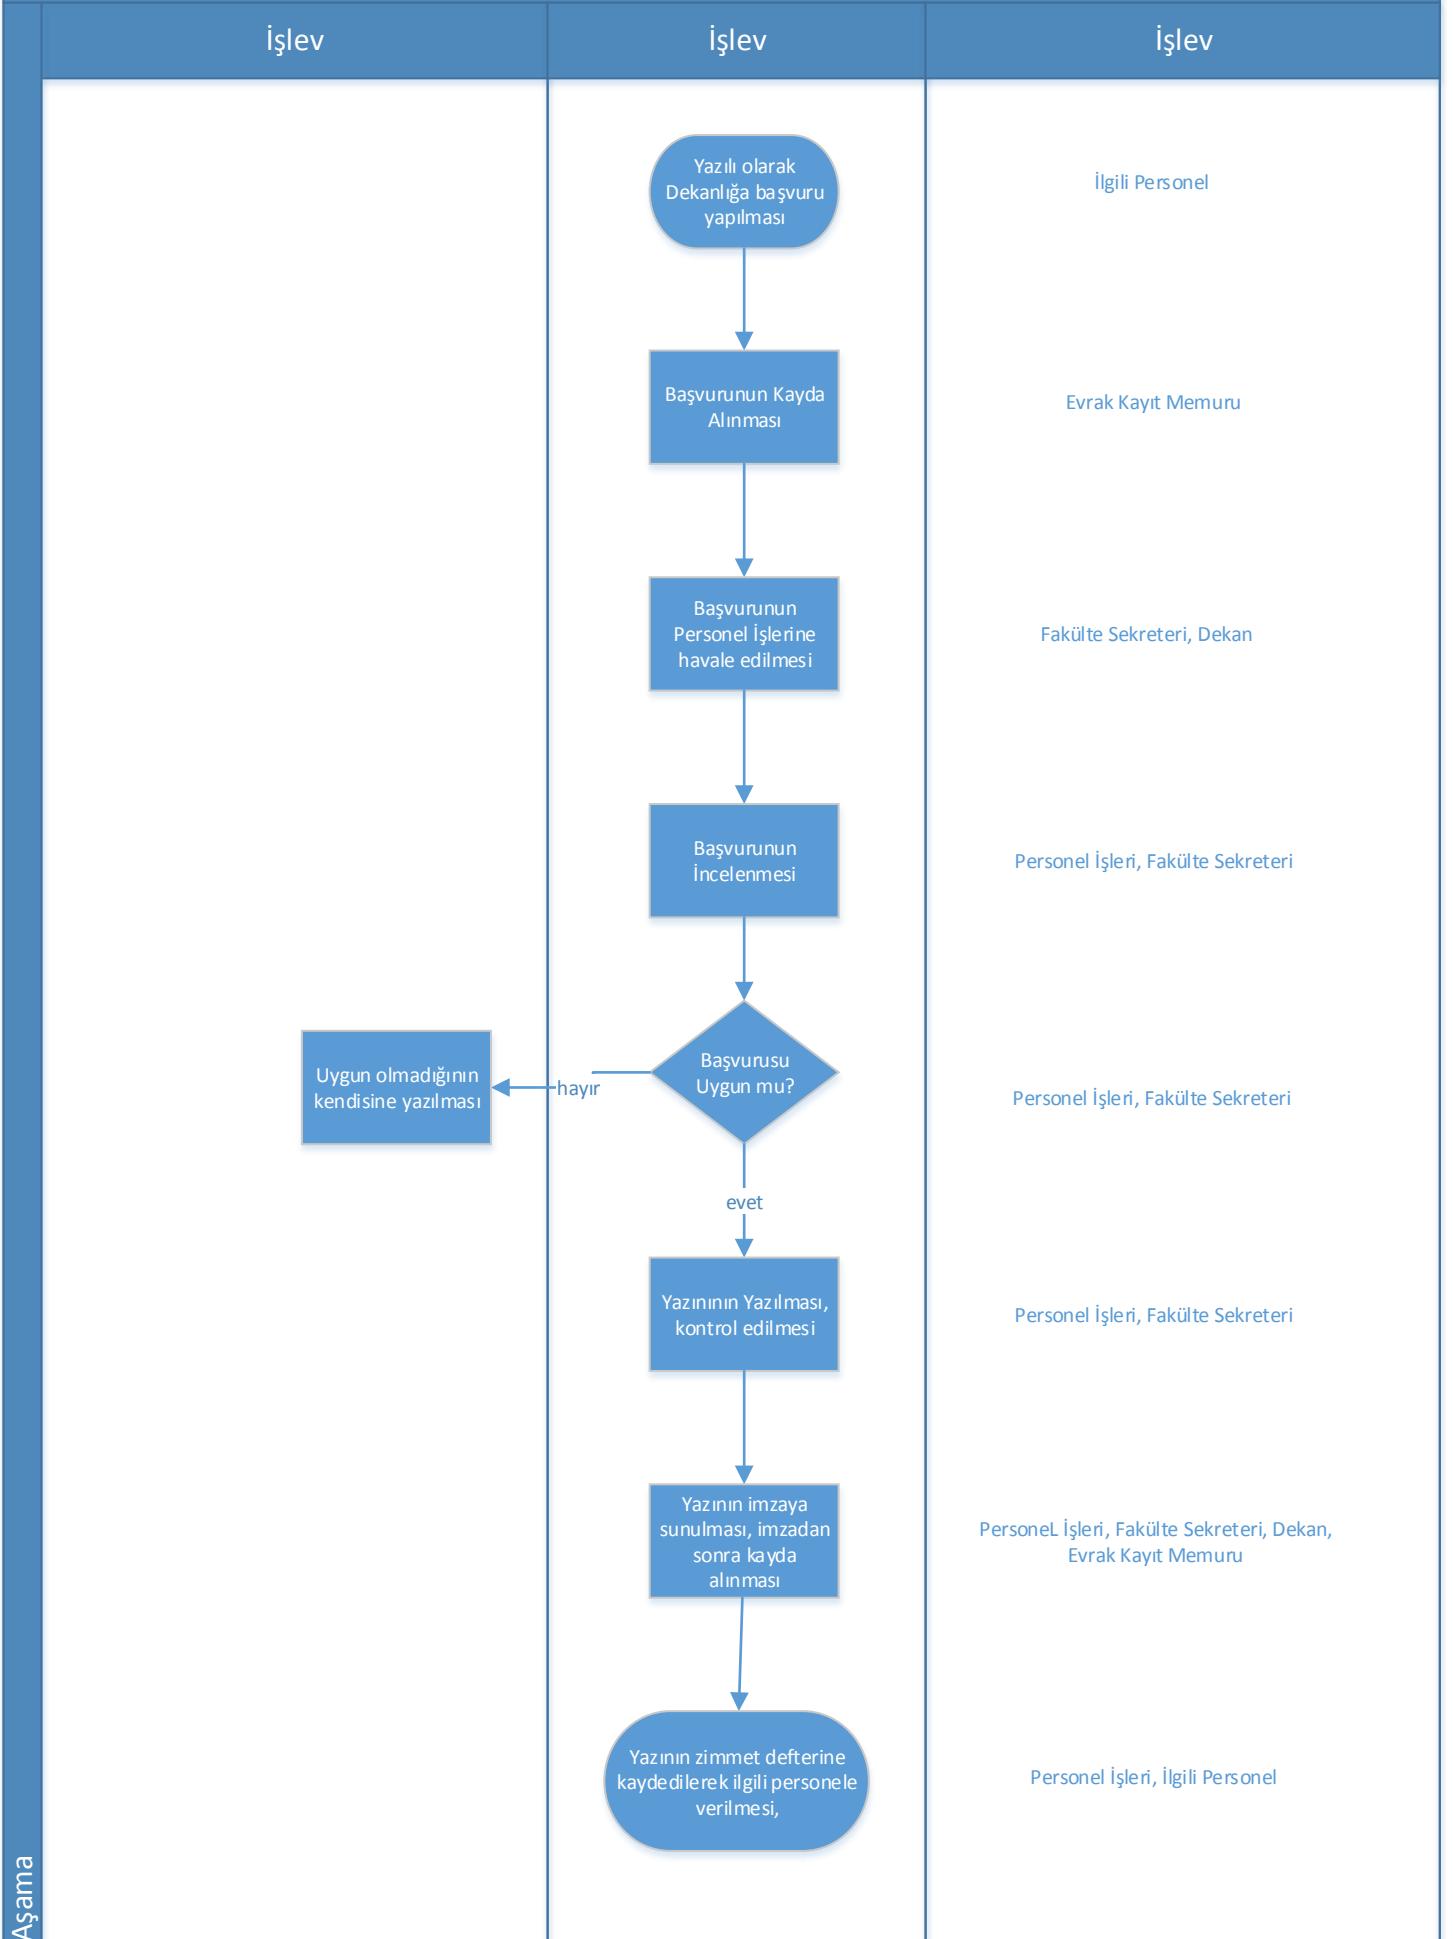 İşlev
İşlev
İşlev
Yazılı olarak
Dekanlığa başvuru
yapılması
İlgili Personel
Başvurunun Kayda
Alınması
Evrak Kayıt Memuru
Başvurunun
Personel İşlerine
havale edilmesi
Fakülte Sekreteri, Dekan
Başvurunun
İncelenmesi
Personel İşleri, Fakülte Sekreteri
Uygun olmadığının
kendisine yazılması
hayır
Başvurusu
Uygun mu?
Personel İşleri, Fakülte Sekreteri
evet
Yazınının Yazılması,
kontrol edilmesi
Personel İşleri, Fakülte Sekreteri
Yazının imzaya
sunulması, imzadan
sonra kayda
alınması
PersoneL İşleri, Fakülte Sekreteri, Dekan,
Evrak Kayıt Memuru
Yazının zimmet defterine
kaydedilerek ilgili personele
verilmesi,
Personel İşleri, İlgili Personel
Aşama